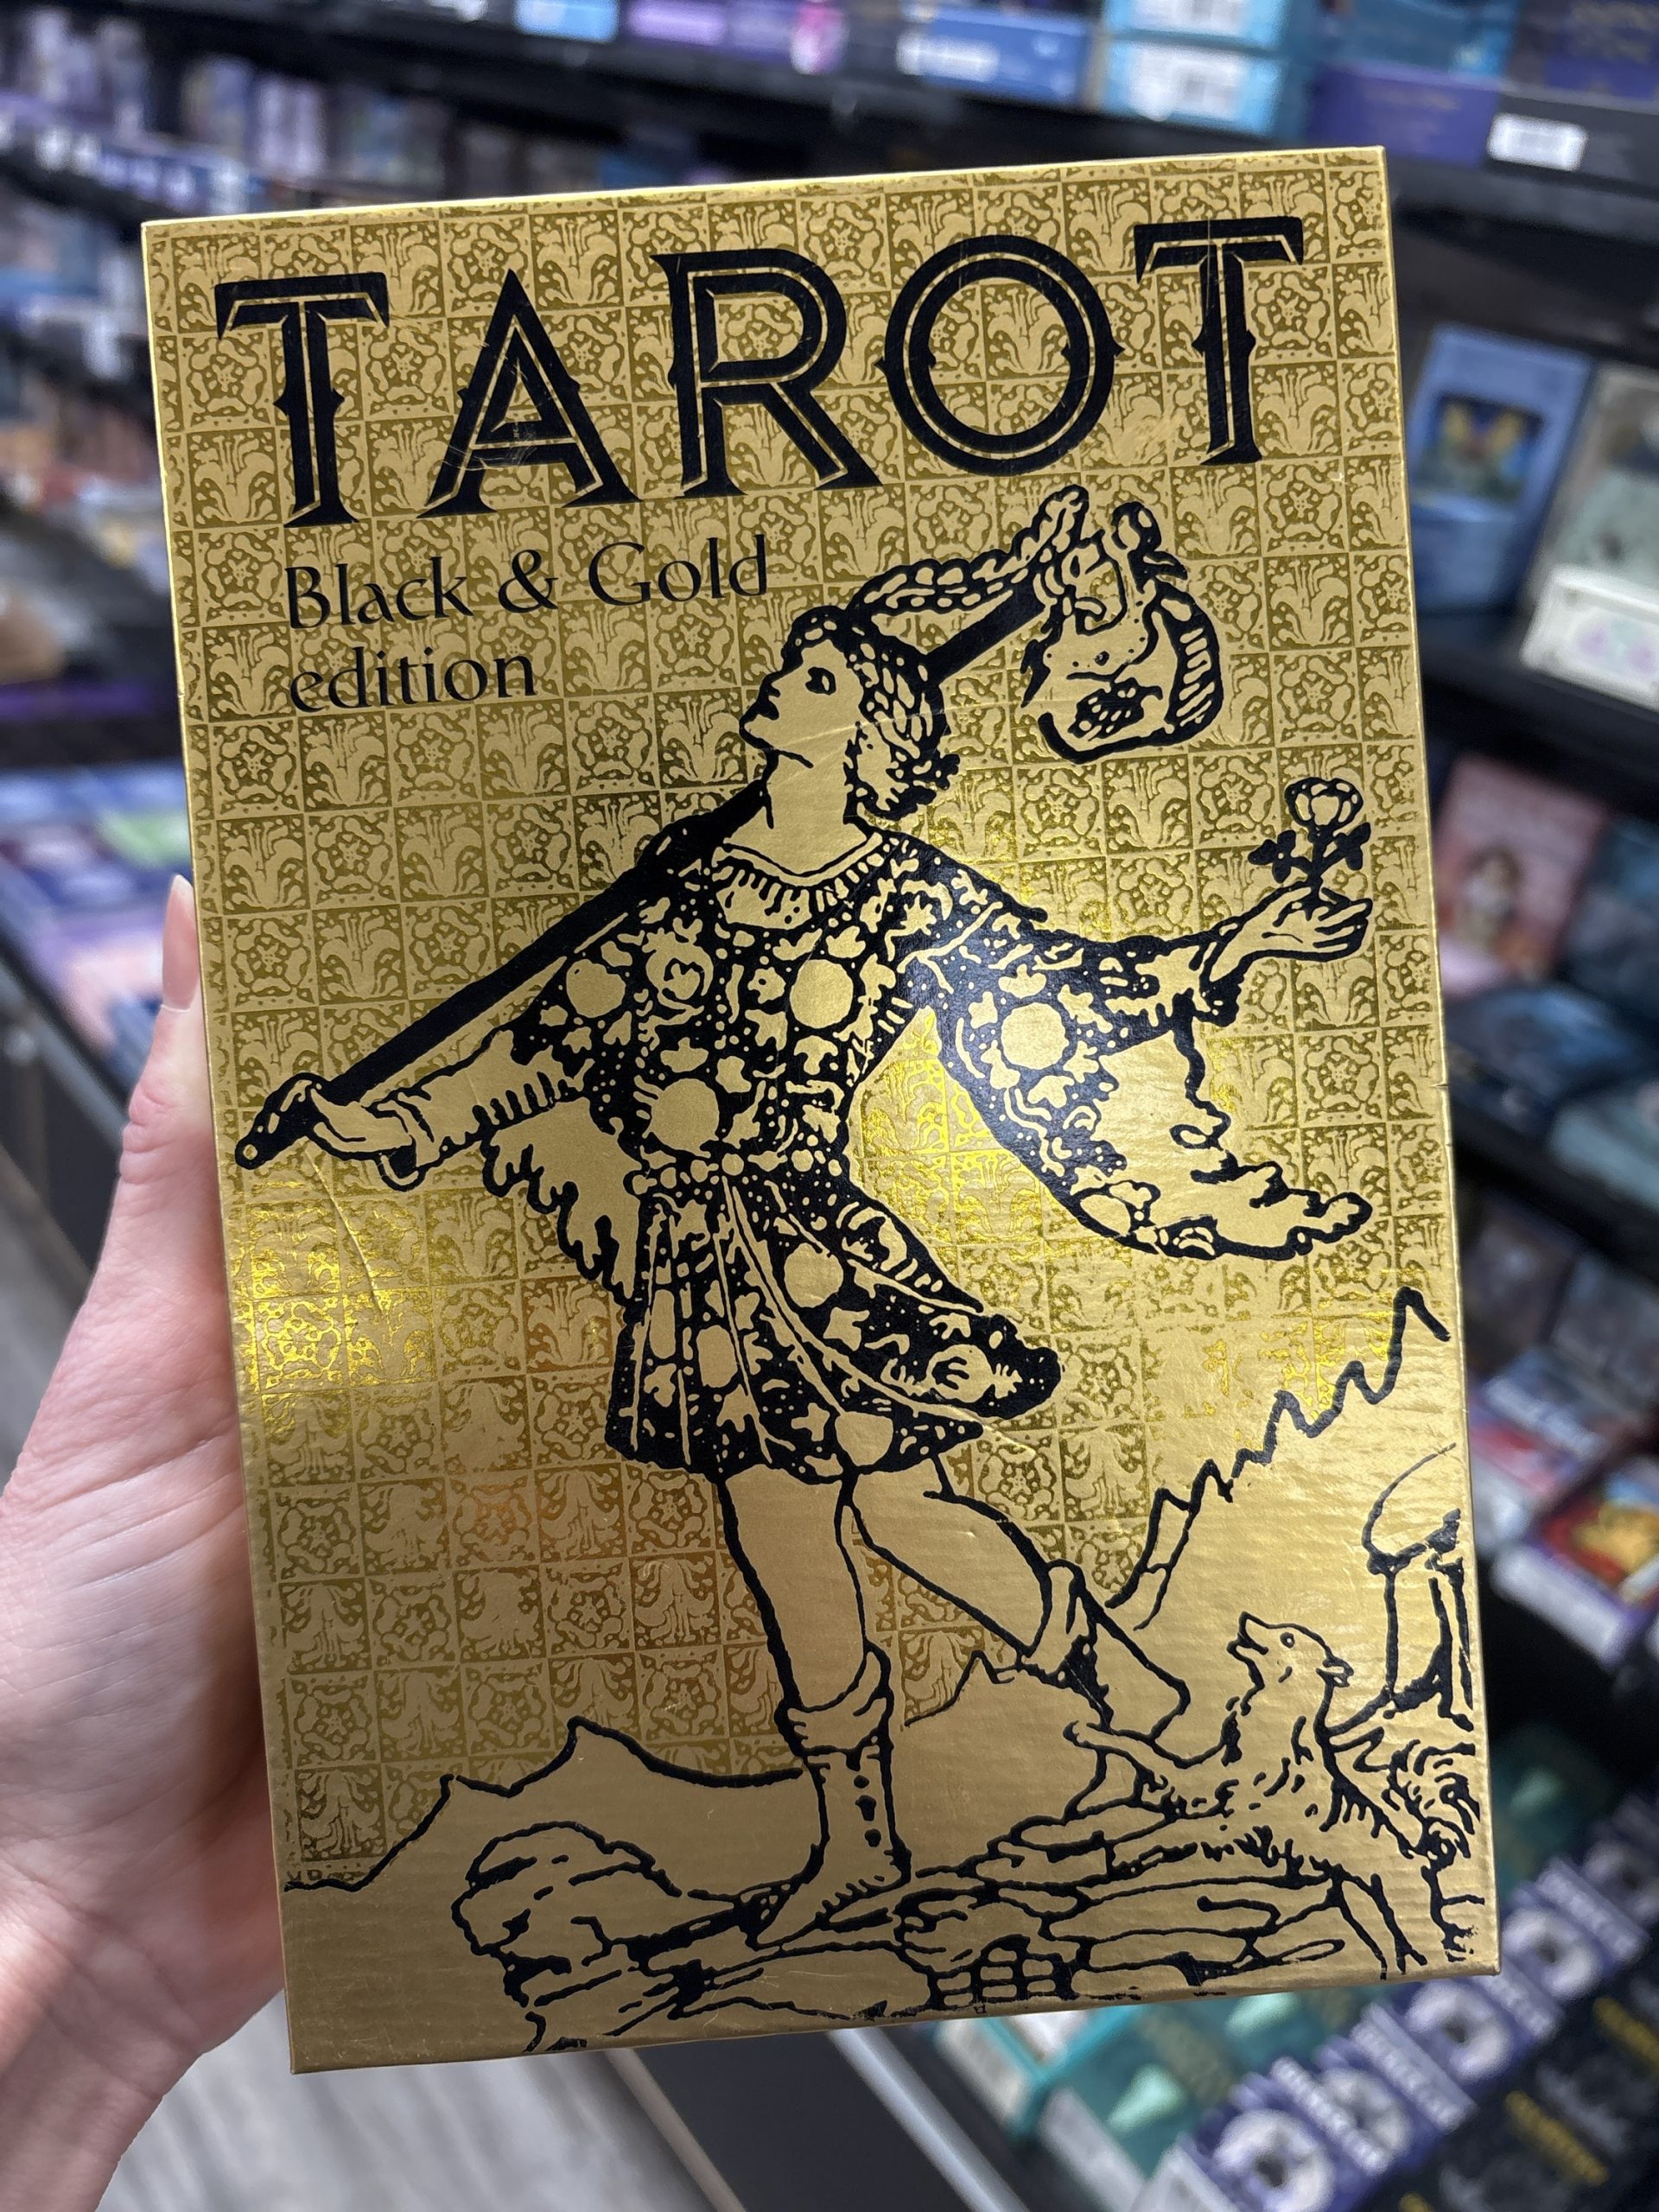 TAROT
Black & Gold
edition